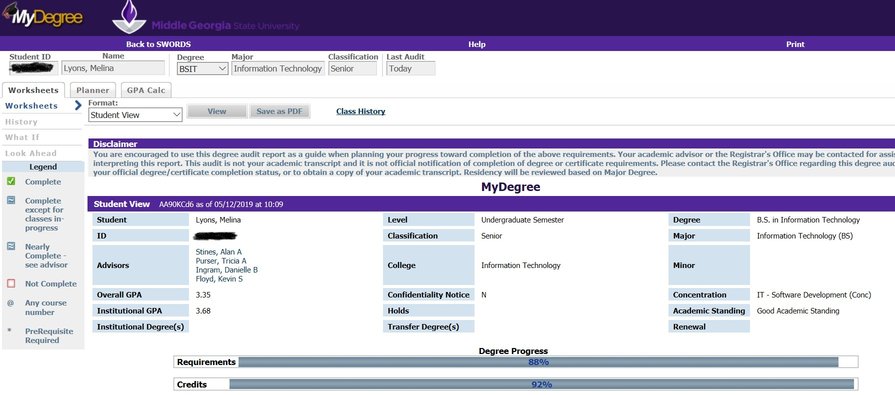 MyDegree
Middle Georgia State University
Back to SWORDS Help Print
Student ID Name Degree Major Classification Last Audit
Lyons, Melina BSIT Information Technology Senior Today
Worksheets Planner GPA Calc
Worksheets
History
What If
Look Ahead
Legend
Complete
Complete
except for
classes in-
progress
Nearly
Complete -
see advisor
Not Complete
@ Any course
number
* PreRequisite
Required
Format:
Student View View Save as PDF Class History
Disclaimer
You are encouraged to use this degree audit report as a guide when planning your progress toward completion of the above requirements. Your academic advisor or the Registrar's Office may be contacted for assis
interpreting this report. This audit is not your academic transcript and it is not official notification of completion of degree or certificate requirements. Please contact the Registrar's Office regarding this degree aud
your official degree/certificate completion status, or to obtain a copy of your academic transcript. Residency will be reviewed based on Major Degree.
MyDegree
Student View AA90KCd6 as of 05/12/2019 at 10:09
Student Lyons, Melina Level Undergraduate Semester Degree B.S. in Information Technology
ID Classification Senior Major Information Technology (BS)
Advisors Stines, Alan A
Purser, Tricia A
Ingram, Danielle B
Floyd, Kevin S
College Information Technology Minor
Overall GPA 3.35 Confidentiality Notice N Concentration IT - Software Development (Conc)
Institutional GPA 3.68 Holds Academic Standing Good Academic Standing
Institutional Degree(s) Transfer Degree(s) Renewal
Degree Progress
Requirements 88%
Credits 92%